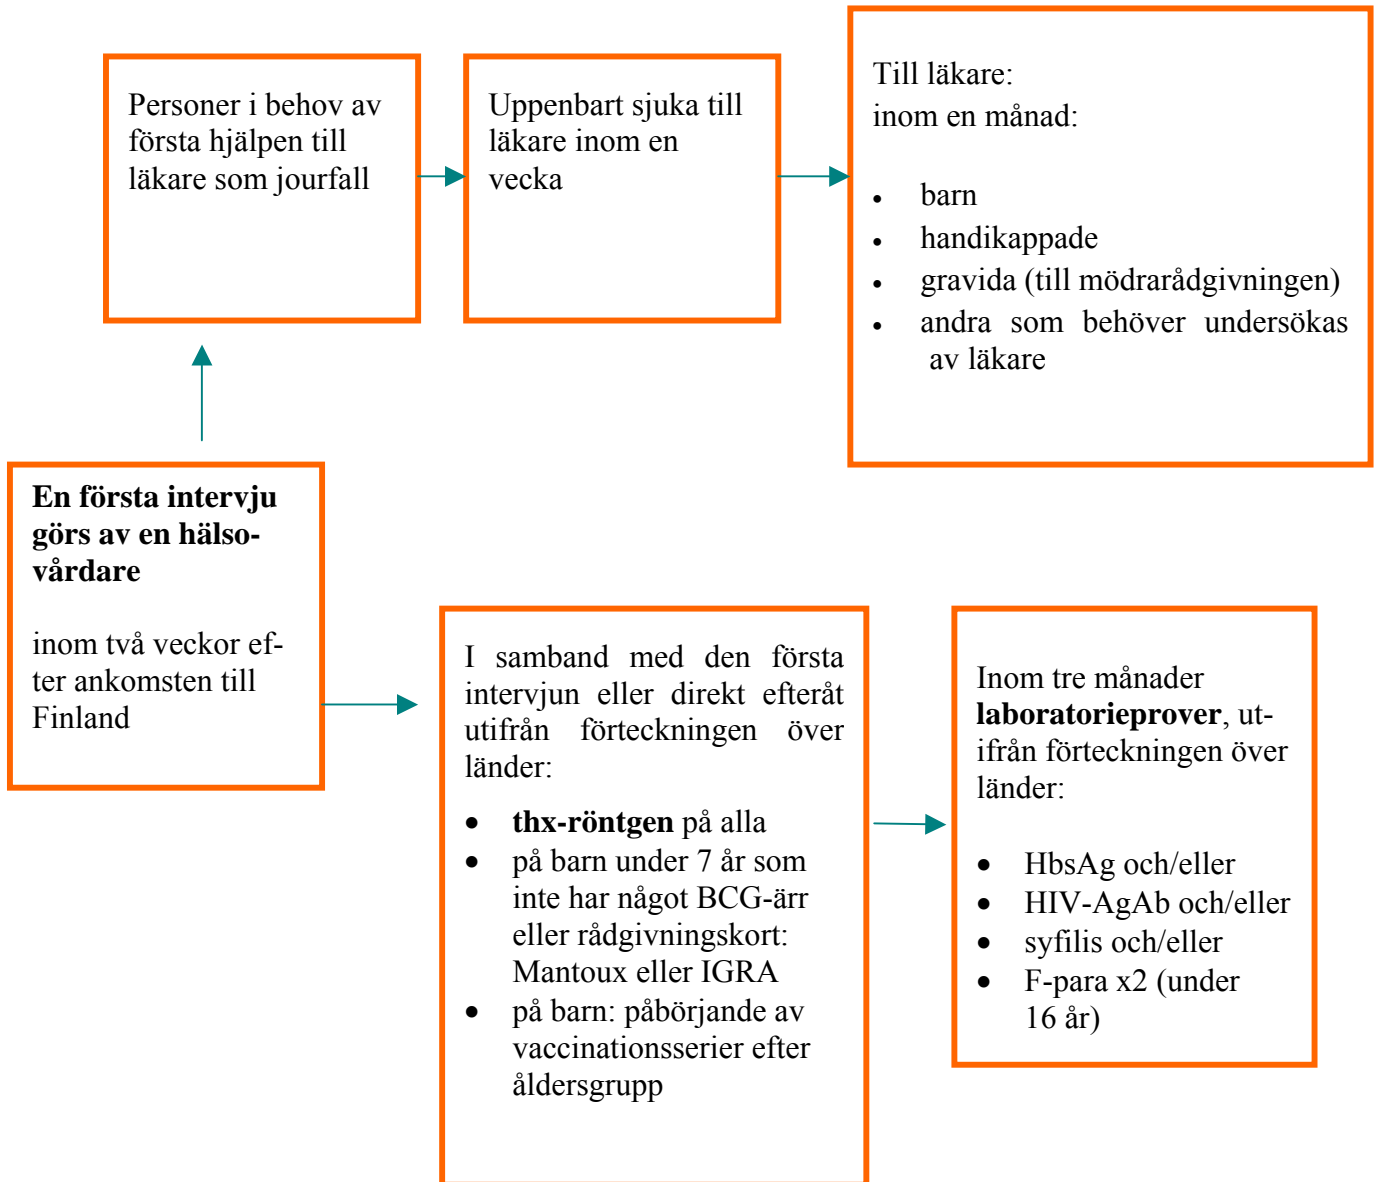 Personer i behov av
första hjälpen till
läkare som jourfall
Uppenbart sjuka till
läkare inom en
vecka
Till läkare:
inom en månad:
• barn
• handikappade
• gravida (till mödrarådgivningen)
• andra som behöver undersökas
av läkare
En första intervju
görs av en hälso-
vårdare
inom två veckor ef-
ter ankomsten till
Finland
I samband med den första
intervjun eller direkt efteråt
utifrån förteckningen över
länder:
• thx-röntgen på alla
• på barn under 7 år som
inte har något BCG-ärr
eller rådgivningskort:
Mantoux eller IGRA
• på barn: påbörjande av
vaccinationsserier efter
åldersgrupp
Inom tre månader
laboratorieprover, ut-
ifrån förteckningen över
länder:
• HbsAg och/eller
• HIV-AgAb och/eller
• syfilis och/eller
• F-para x2 (under
16 år)